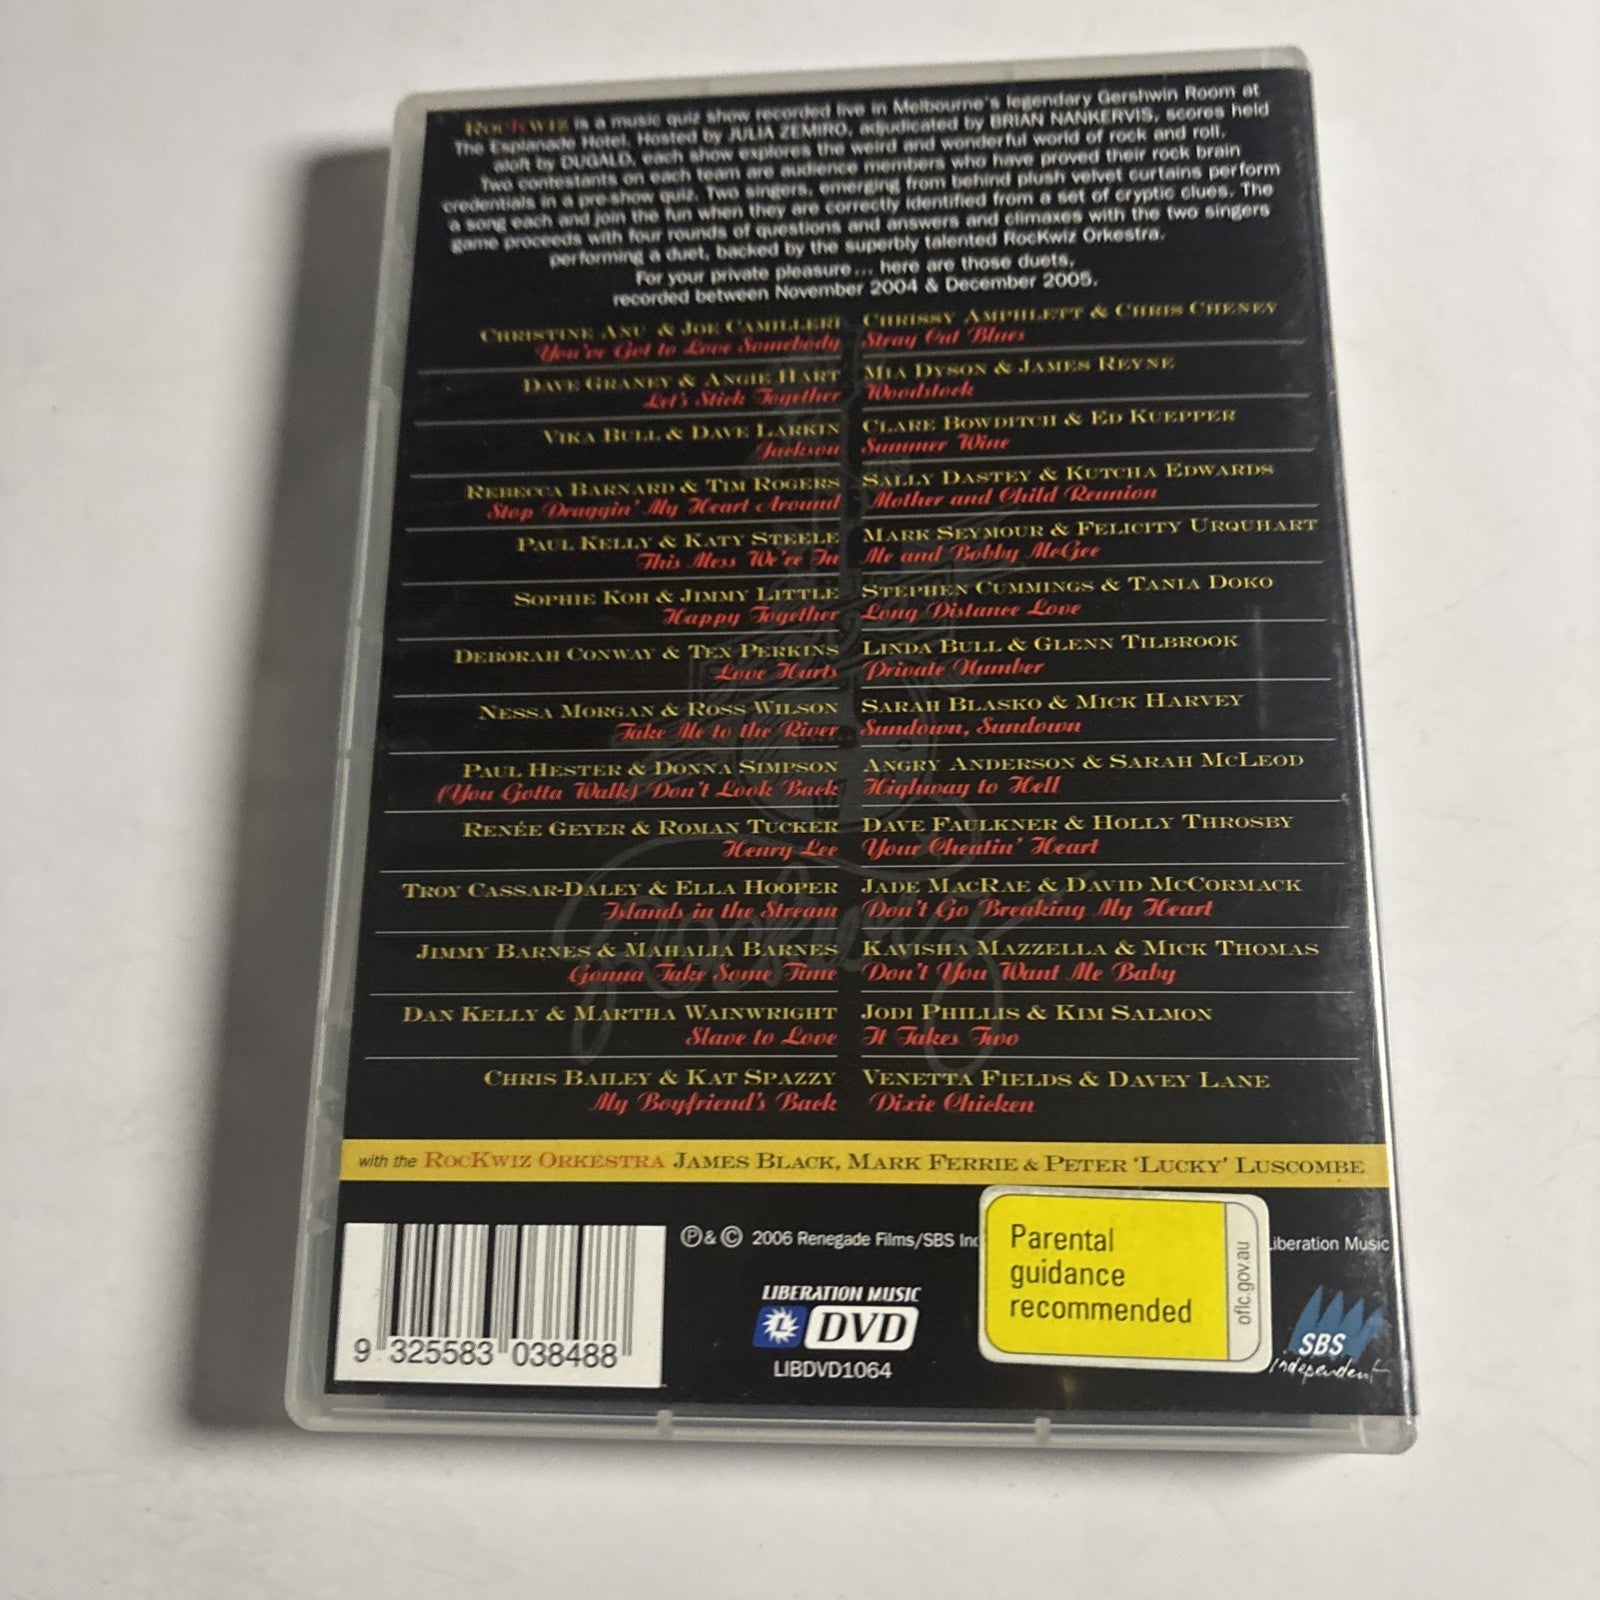 RocKwiz is a music quiz show recorded live in Melbourne's legendary Gershwin Room at
The Esplanade Hotel. Hosted by JULIA ZEMIRO, adjudicated by BRIAN NANKERVIS, scores held
aloft by DUGALD, each show explores the weird and wonderful world of rock and roll.
Two contestants on each team are audience members who have proved their rock brain
credentials in a pre-show quiz. Two singers, emerging from behind plush velvet curtains perform
a song each and join the fun when they are correctly identified from a set of cryptic clues. The
game proceeds with four rounds of questions and answers and climaxes with the two singers
performing a duet, backed by the superbly talented RocKwiz Orkestra.
For your private pleasure... here are those duets,
recorded between November 2004 & December 2005.
Christine Anu & Joe Camilleri
You've Got to Love Somebody
Dave Graney & Angie Hart
Let's Stick Together
Vika Bull & Dave Larkin
Jackson
Rebecca Barnard & Tim Rogers
Stop Draggin' My Heart Around
Paul Kelly & Katy Steele
This Mess We're In
Sophie Koh & Jimmy Little
Happy Together
Deborah Conway & Tex Perkins
Love Hurts
Nessa Morgan & Ross Wilson
Take Me to the River
Paul Hester & Donna Simpson
(You Gotta Walk) Don't Look Back
Renée Geyer & Roman Tucker
Henry Lee
Troy Cassar-Daley & Ella Hooper
Islands in the Stream
Jimmy Barnes & Mahalia Barnes
Gonna Take Some Time
Dan Kelly & Martha Wainwright
Slave to Love
Chris Bailey & Kat Spazzy
My Boyfriend's Back
Chrissy Amphlett & Chris Cheney
Stray Cat Blues
Mia Dyson & James Reyne
Woodstock
Clare Bowditch & Ed Kuepper
Summer Wine
Sally Dastey & Kutcha Edwards
Mother and Child Reunion
Mark Seymour & Felicity Urquhart
Me and Bobby McGee
Stephen Cummings & Tania Doko
Long Distance Love
Linda Bull & Glenn Tilbrook
Private Number
Sarah Blasko & Mick Harvey
Sundown, Sundown
Angry Anderson & Sarah McLeod
Highway to Hell
Dave Faulkner & Holly Throsby
Your Cheatin' Heart
Jade MacRae & David McCormack
Don't Go Breaking My Heart
Kavisha Mazzella & Mick Thomas
Don't You Want Me Baby
Jodi Phillis & Kim Salmon
It Takes Two
Venetta Fields & Davey Lane
Dixie Chicken
with the RocKwiz Orkestra James Black, Mark Ferrie & Peter 'Lucky' Luscombe
℗ & © 2006 Renegade Films/SBS Ind
iberation Music
Parental
guidance
recommended
oflc.gov.au
LIBERATION MUSIC
L DVD
LIBDVD1064
9 325583 038488
SBS
independent